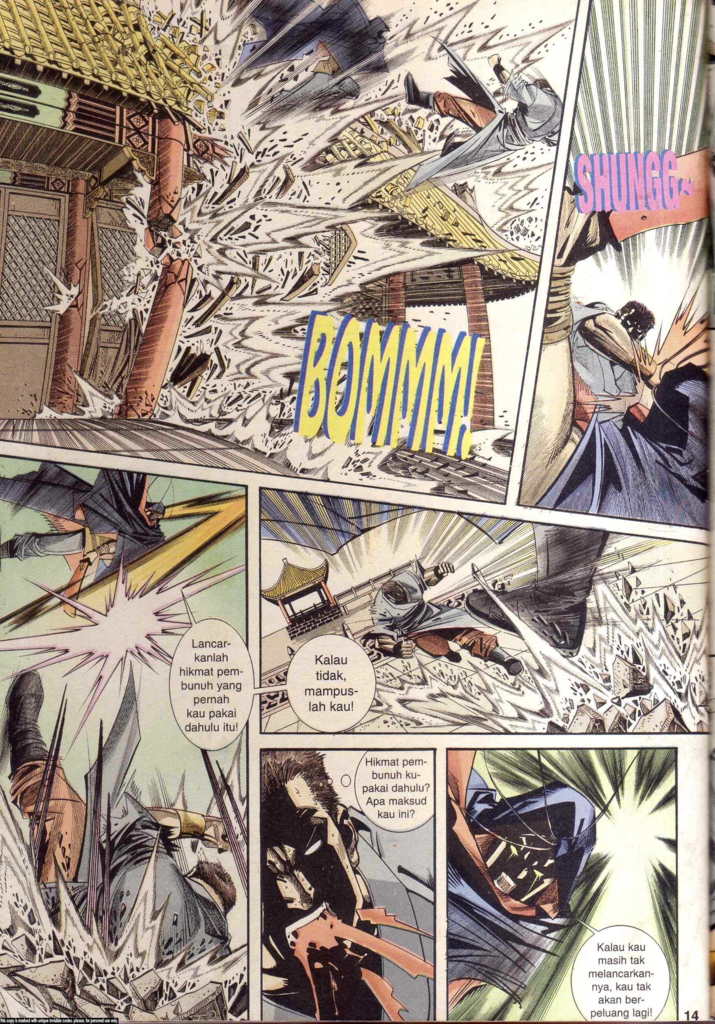 BOMMM!
SHUNGG~
Lancar-
kanlah
hikmat pem-
bunuh yang
pernah
kau pakai
dahulu itu!
Kalau
tidak,
mampus-
lah kau!
Hikmat pem-
bunuh ku-
pakai dahulu?
Apa maksud
kau ini?
Kalau kau
masih tak
melancarkan-
nya, kau tak
akan ber-
peluang lagi!
14